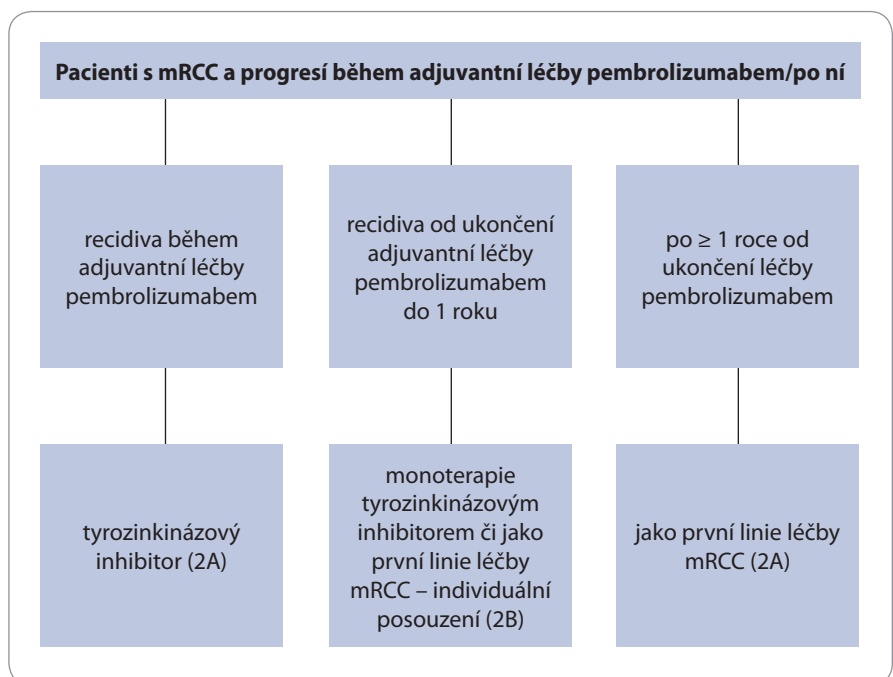 Pacienti s mRCC a progresí během adjuvantní léčby pembrolizumabem/po ní
recidiva během
adjuvantní léčby
pembrolizumabem
recidiva od ukončení
adjuvantní léčby
pembrolizumabem
do 1 roku
po ≥ 1 roce od
ukončení léčby
pembrolizumabem
tyrozinkinázový
inhibitor (2A)
monoterapie
tyrozinkinázovým
inhibitorem či jako
první linie léčby
mRCC – individuální
posouzení (2B)
jako první linie léčby
mRCC (2A)